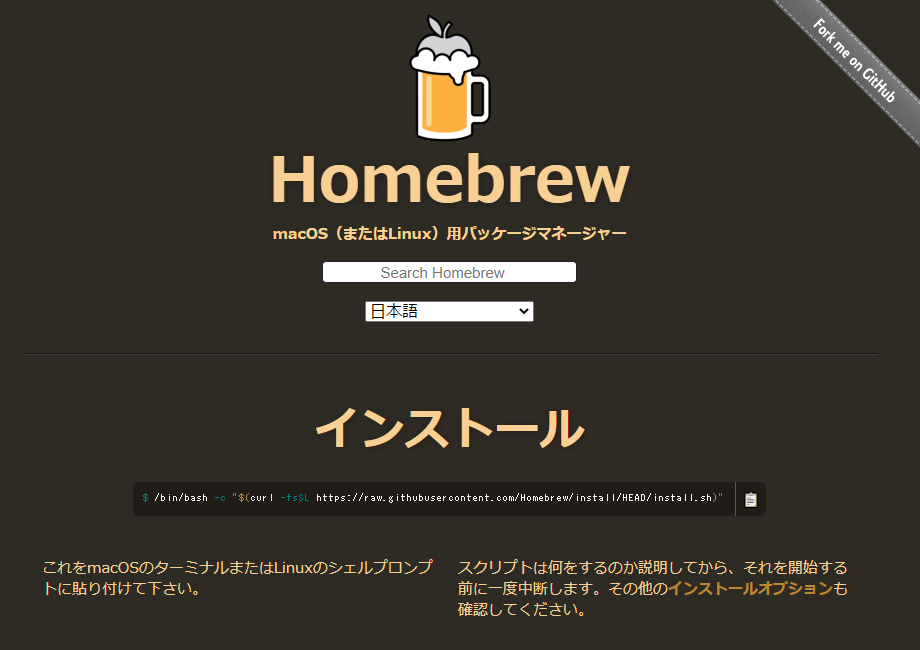 Fork me on GitHub
Homebrew
macOS（またはLinux）用パッケージマネージャー
Search Homebrew
日本語
インストール
$ /bin/bash -c "$(curl -fsSL https://raw.githubusercontent.com/Homebrew/install/HEAD/install.sh)"
これをmacOSのターミナルまたはLinuxのシェルプロンプ
トに貼り付けて下さい。
スクリプトは何をするのか説明してから、それを開始する
前に一度中断します。その他のインストールオプションも
確認してください。